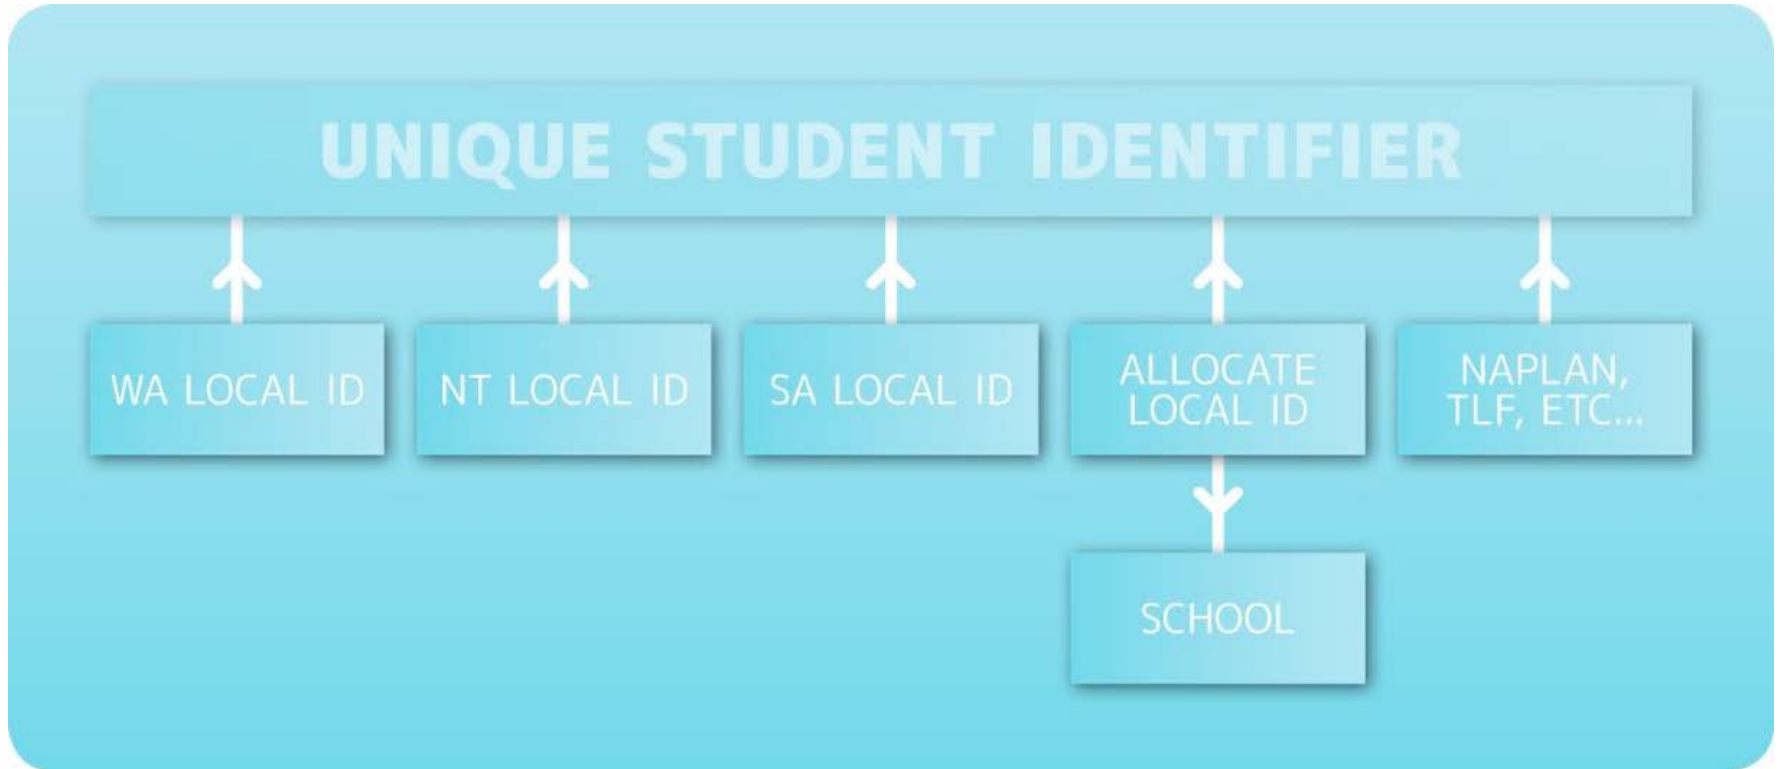 UNIQUE STUDENT IDENTIFIER
WA LOCAL ID
NT LOCAL ID
SA LOCAL ID
ALLOCATE
LOCAL ID
NAPLAN,
TLF, ETC...
SCHOOL